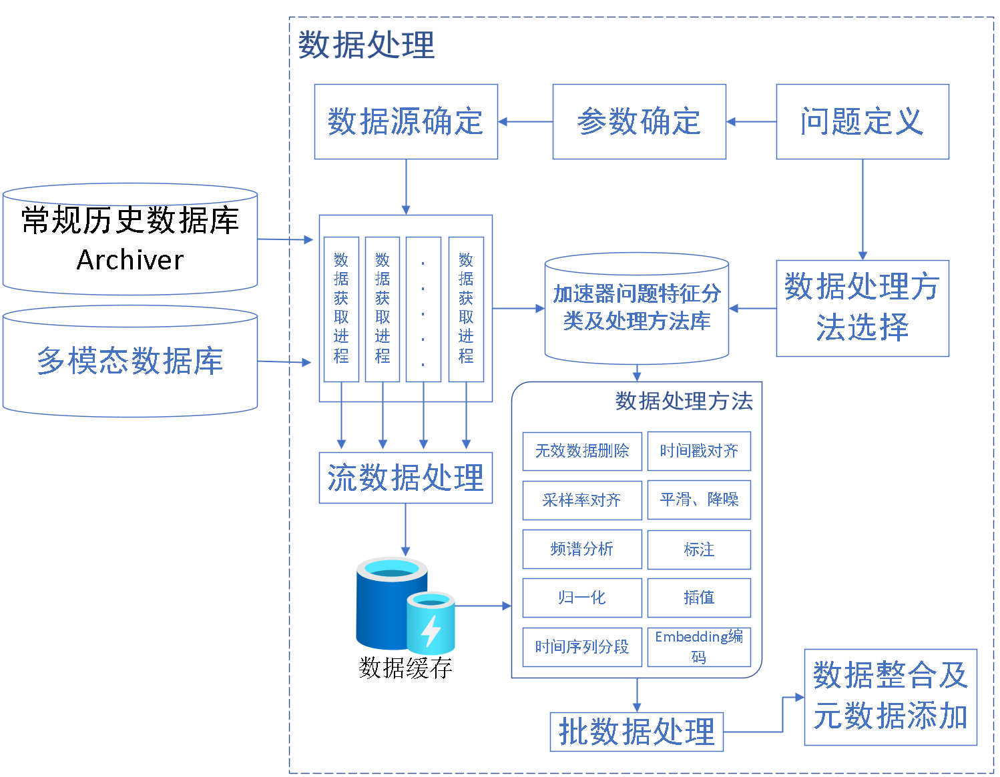 数据处理
数据源确定
参数确定
问题定义
常规历史数据库
Archiver
多模态数据库
数据获取进程
数据获取进程
.
.
.
.
.
数据获取进程
加速器问题特征分
类及处理方法库
数据处理方
法选择
流数据处理
数据缓存
数据处理方法
无效数据删除
时间戳对齐
采样率对齐
平滑、降噪
频谱分析
标注
归一化
插值
时间序列分段
Embedding编
码
批数据处理
数据整合及
元数据添加